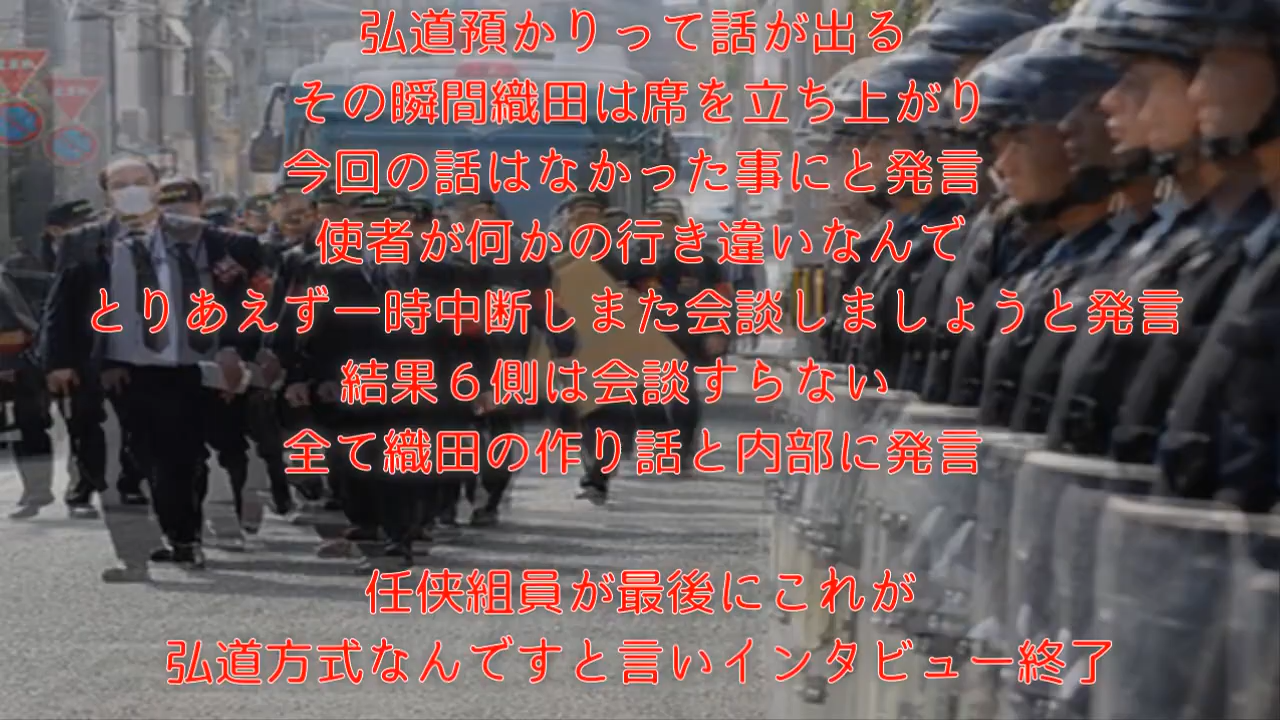 弘道預かりって話が出る
その瞬間織田は席を立ち上がり
今回の話はなかった事にと発言
使者が何かの行き違いなんで
とりあえず一時中断しまた会談しましょうと発言
結果６側は会談すらない
全て織田の作り話と内部に発言
任侠組員が最後にこれが
弘道方式なんですと言いインタビュー終了